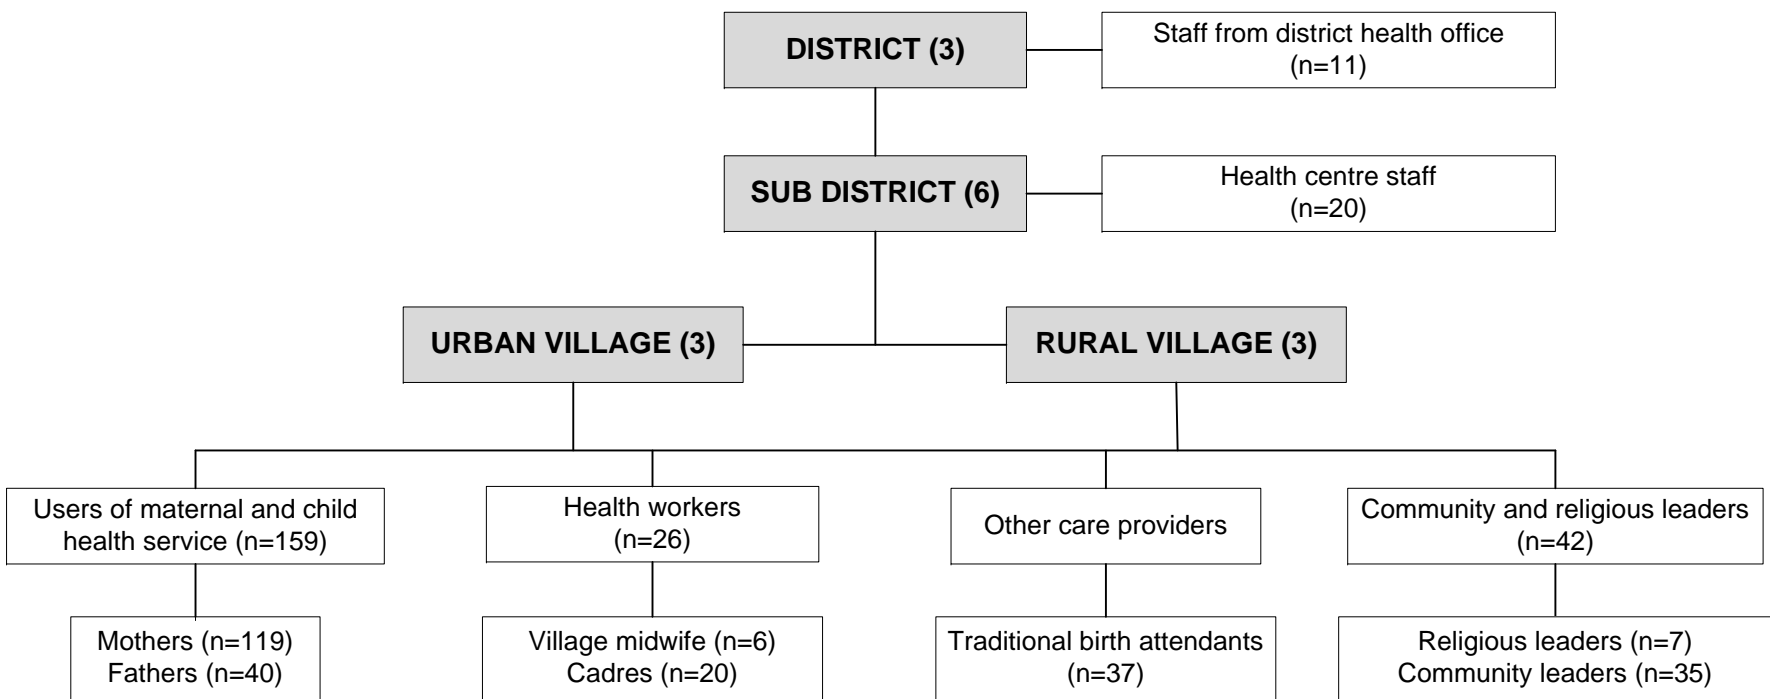 DISTRICT (3)
Staff from district health office
(n=11)
SUB DISTRICT (6)
Health centre staff
(n=20)
URBAN VILLAGE (3)
RURAL VILLAGE (3)
Users of maternal and child
health service (n=159)
Health workers
(n=26)
Other care providers
Community and religious leaders
(n=42)
Mothers (n=119)
Fathers (n=40)
Village midwife (n=6)
Cadres (n=20)
Traditional birth attendants
(n=37)
Religious leaders (n=7)
Community leaders (n=35)